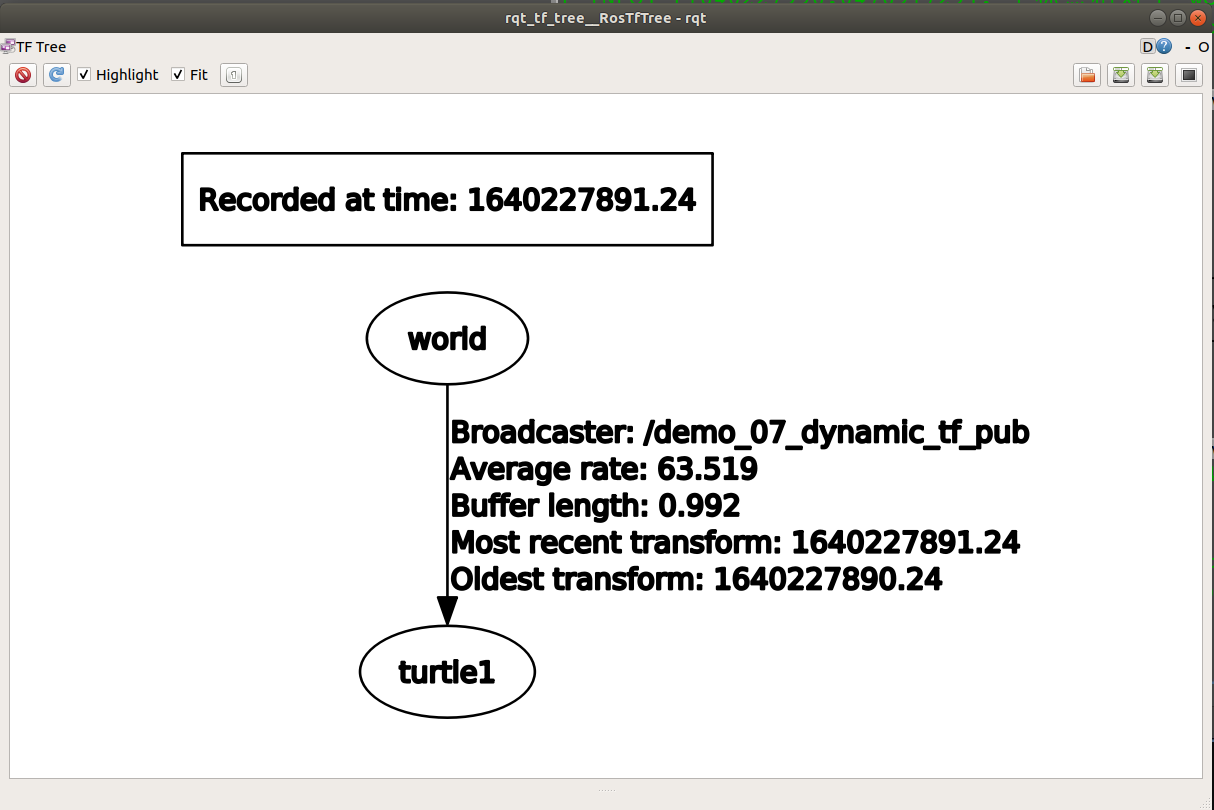 rqt_tf_tree__RosTfTree - rqt
TF Tree
D
- O
Highlight
Fit
Recorded at time: 1640227891.24
world
Broadcaster: /demo_07_dynamic_tf_pub
Average rate: 63.519
Buffer length: 0.992
Most recent transform: 1640227891.24
Oldest transform: 1640227890.24
turtle1